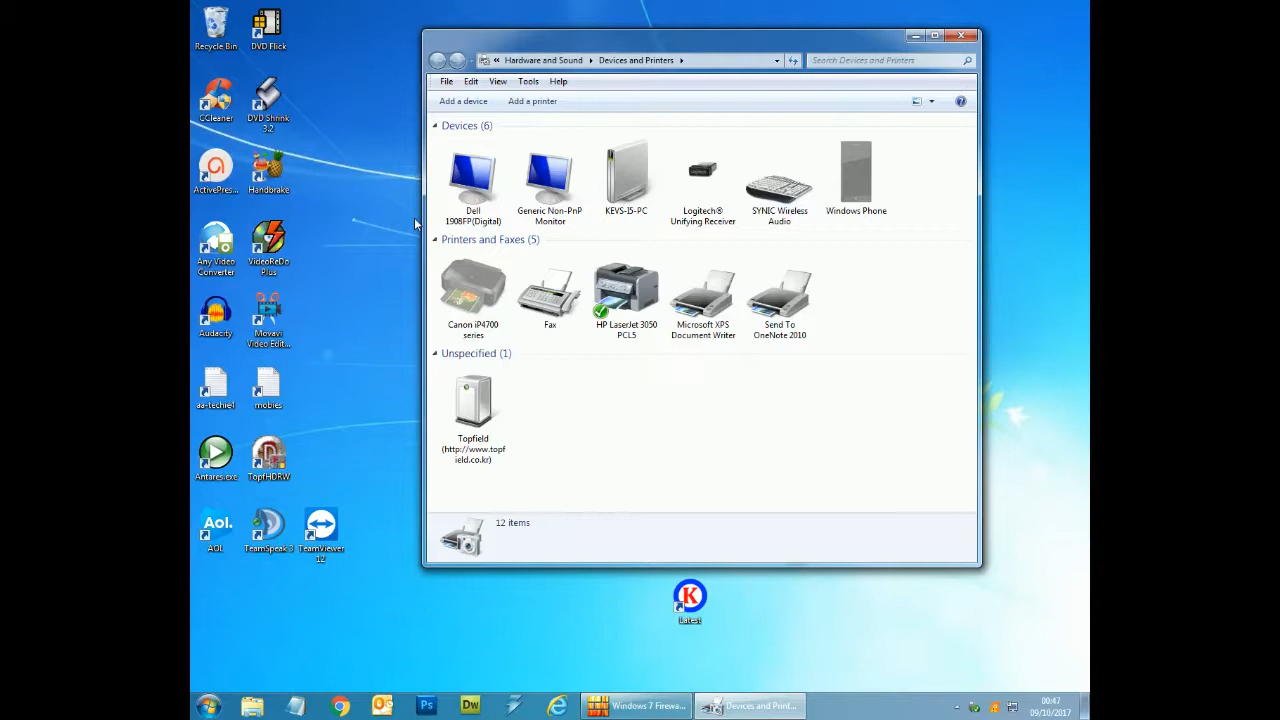 Recycle Bin
DVD Flick
CCleaner
DVD Shrink
3.2
ActivePres...
Handbrake
Any Video
Converter
VideoReDo
Plus
Audacity
Movavi
Video Edit...
aa-techie4
mobies
Antares.exe
TopfHDRW
Aol.
AOL
TeamSpeak 3
TeamViewer
12
« Hardware and Sound Devices and Printers
Search Devices and Printers
File Edit View Tools Help
Add a device Add a printer
Devices (6)
Dell
1908FP(Digital)
Generic Non-PnP
Monitor
KEVS-I5-PC
Logitech®
Unifying Receiver
SYNIC Wireless
Audio
Windows Phone
Printers and Faxes (5)
Canon iP4700
series
Fax
HP LaserJet 3050
PCL5
Microsoft XPS
Document Writer
Send To
OneNote 2010
Unspecified (1)
Topfield
(http://www.topf
ield.co.kr)
12 items
K
Latest
Ps
Dw
Windows 7 Firewa...
Devices and Print...
00:47
09/10/2017